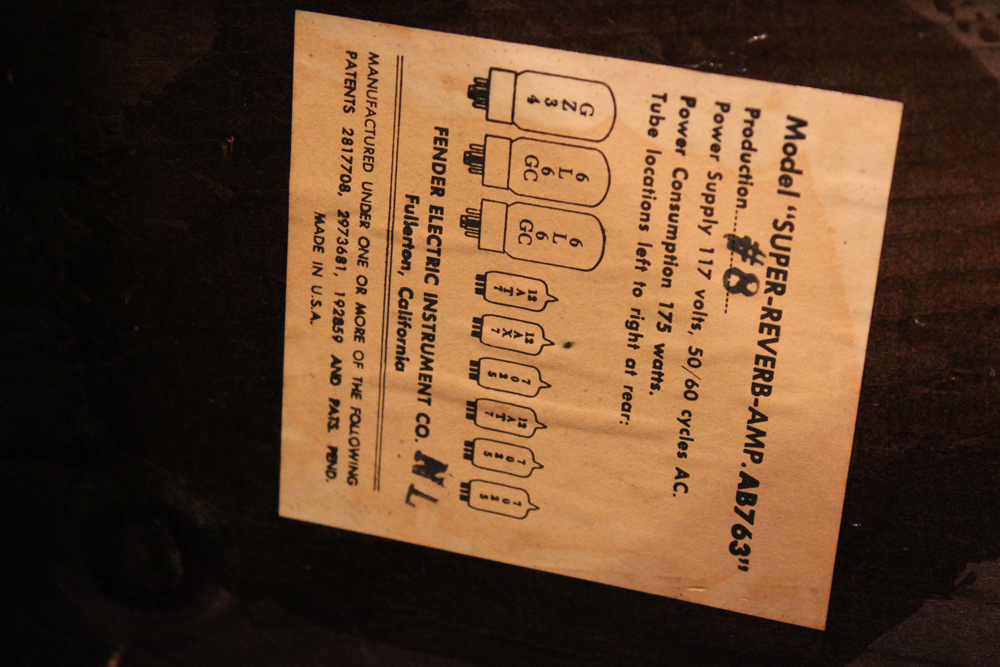 Model “SUPER-REVERB-AMP. AB763”
Production........#8........
Power Supply 117 volts, 50/60 cycles AC.
Power Consumption 175 watts.
Tube locations left to right at rear:
GZ34 6L6GC 6L6GC 12AT7 12AX7 7025 12AT7 7025 7025
FENDER ELECTRIC INSTRUMENT CO. NL
Fullerton, California
MANUFACTURED UNDER ONE OR MORE OF THE FOLLOWING
PATENTS 2817708, 2973681, 192859 AND PATS. PEND.
MADE IN U.S.A.